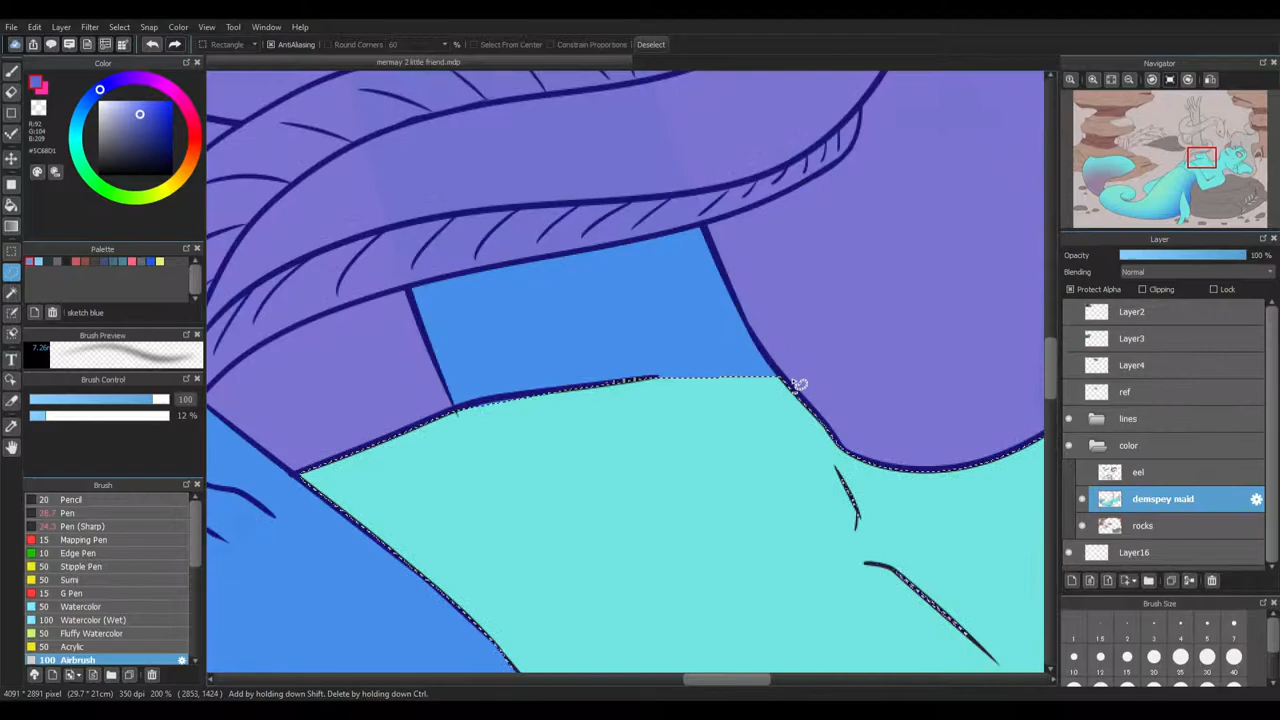 File Edit Layer Filter Select Snap Color View Tool Window Help
Rectangle AntiAliasing Round Corners 60 % Select From Center Constrain Proportions Deselect
mermay 2 little friend.mdp
Color
R:92
G:104
B:209
#5C68D1
Palette
sketch blue
Brush Preview
7.26
Brush Control
100
12 %
Brush
20 Pencil
26.7 Pen
24.3 Pen (Sharp)
15 Mapping Pen
10 Edge Pen
50 Stipple Pen
50 Sumi
15 G Pen
50 Watercolor
100 Watercolor (Wet)
50 Fluffy Watercolor
50 Acrylic
100 Airbrush
4091 * 2891 pixel (29.7 * 21cm) 350 dpi 200 % ( 2853, 1424 ) Add by holding down Shift. Delete by holding down Ctrl.
Navigator
Layer
Opacity 100 %
Blending Normal
Protect Alpha Clipping Lock
Layer2
Layer3
Layer4
ref
lines
color
eel
demspey maid
rocks
Layer16
Brush Size
1 1.5 2 3 4 5 7
10 12 15 20 25 30 40